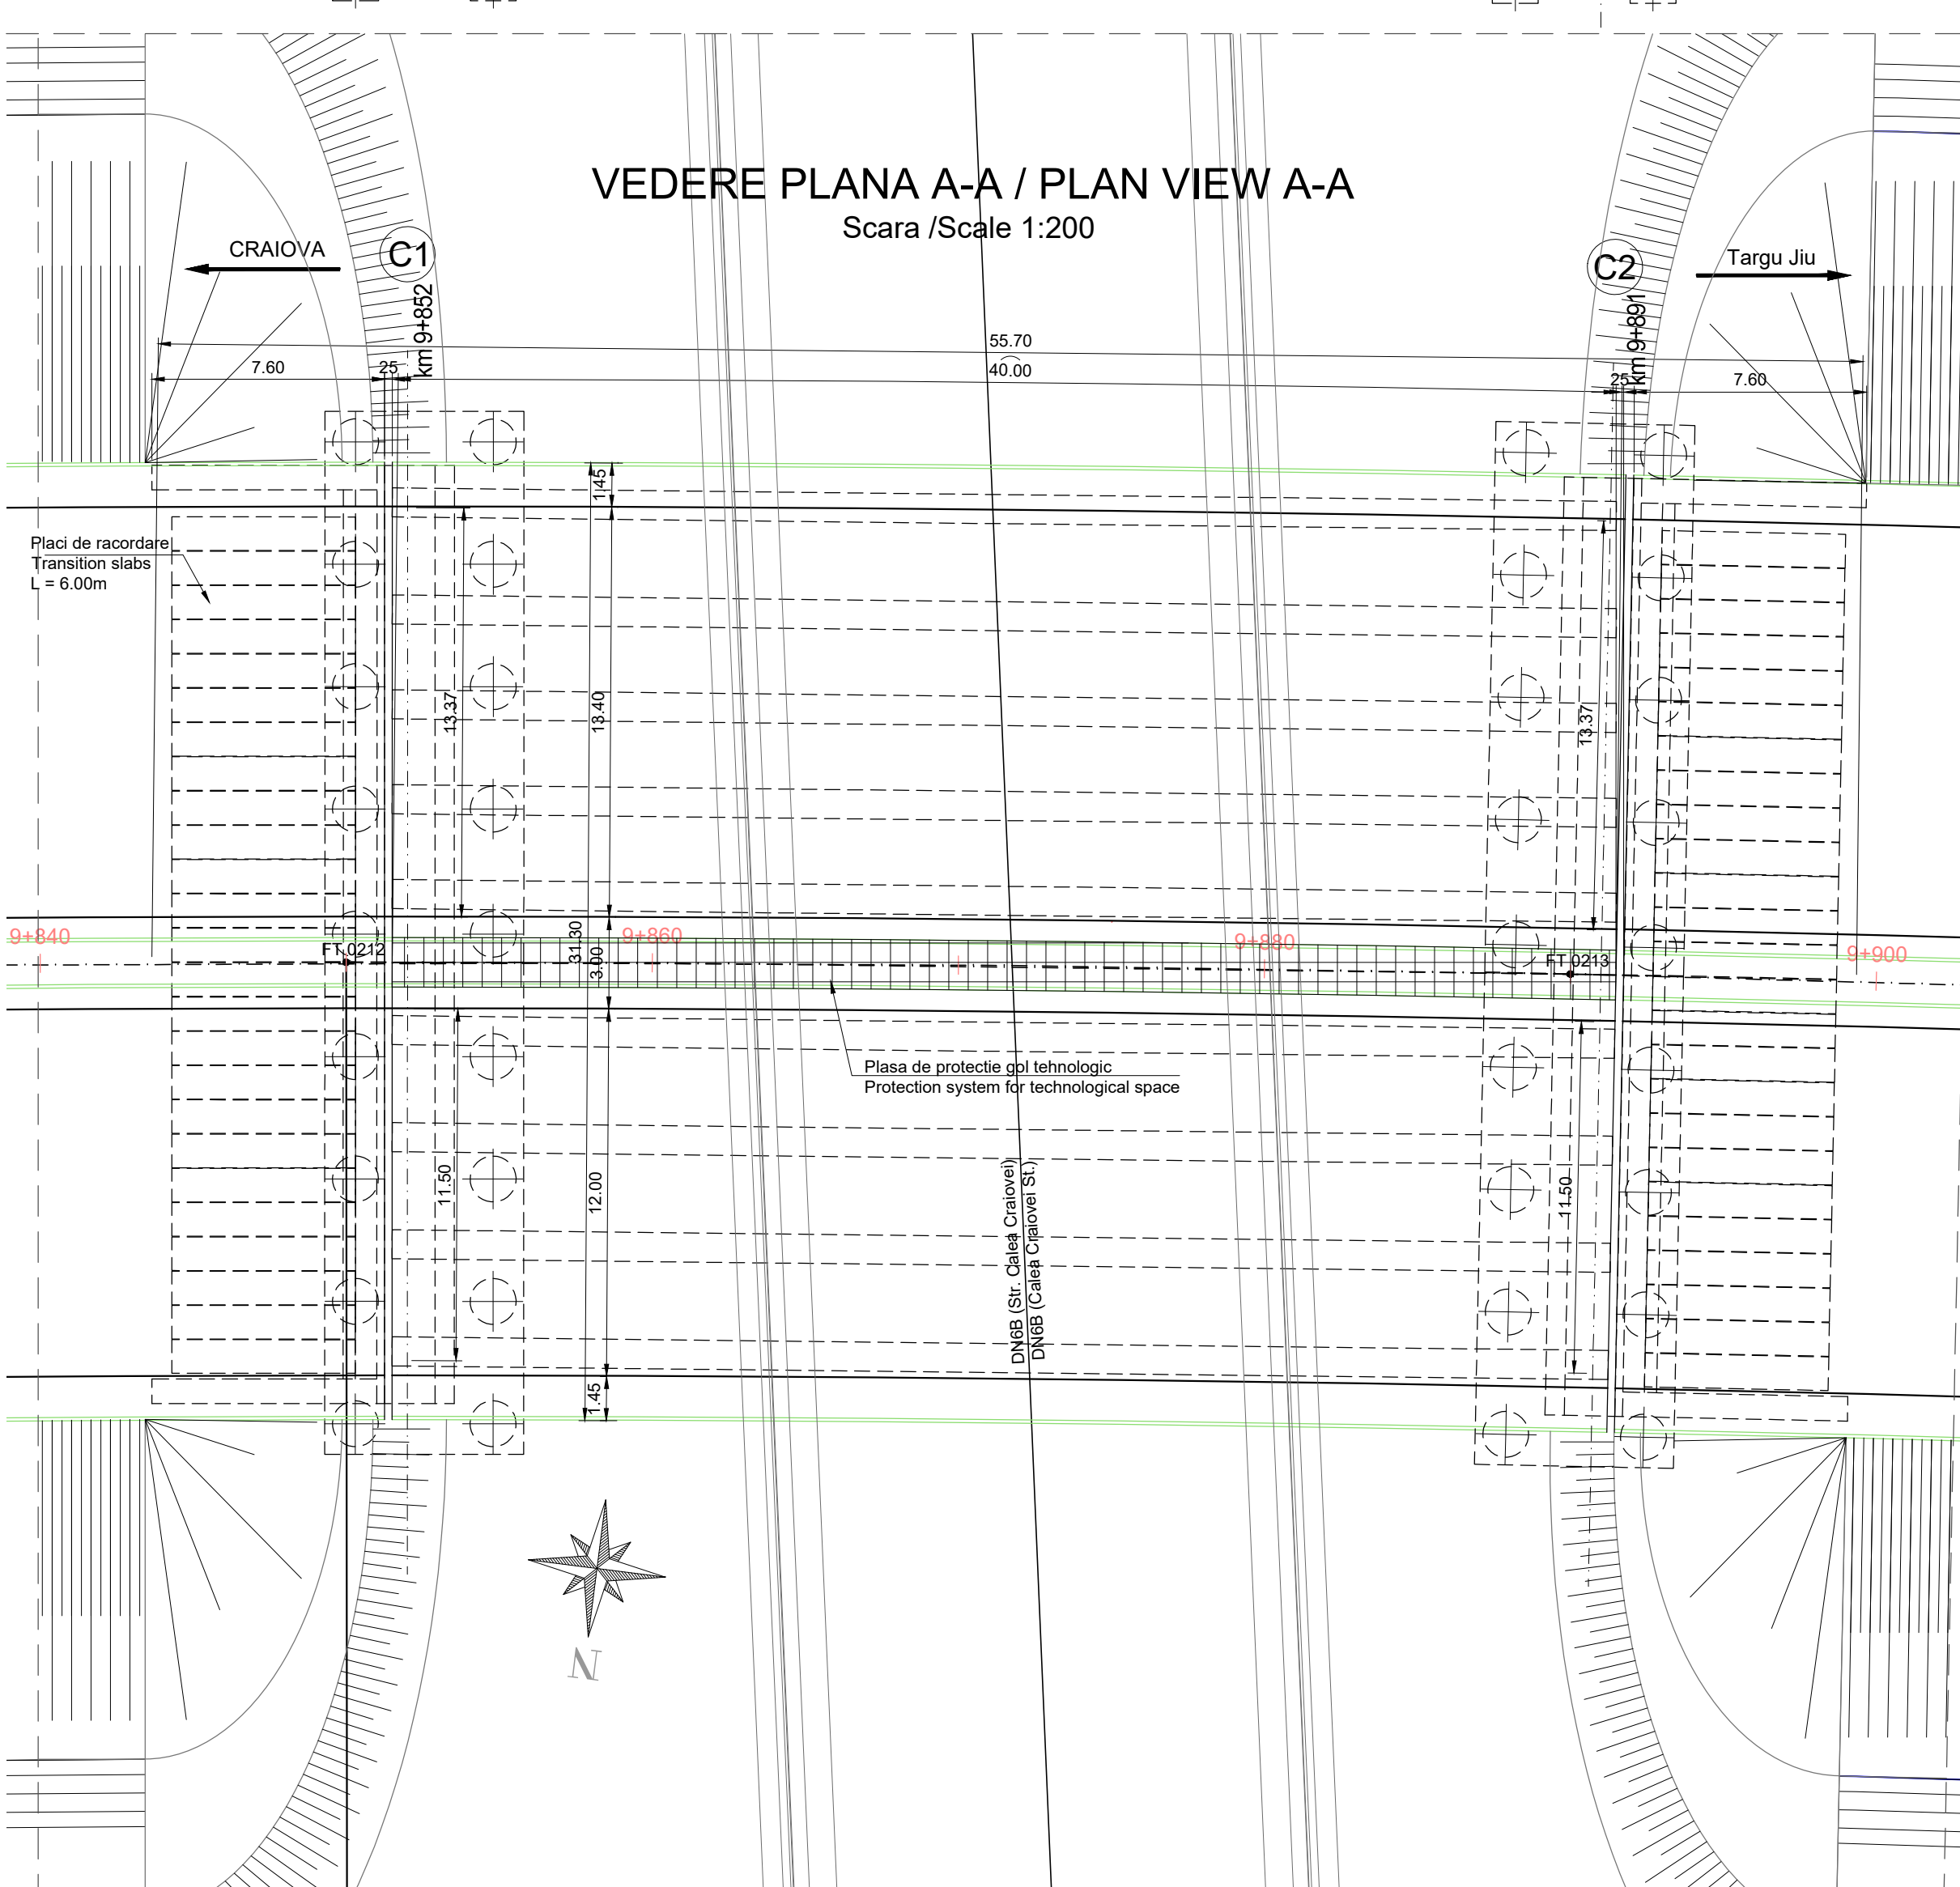 VEDERE PLANA A-A / PLAN VIEW A-A
Scara /Scale 1:200
CRAIOVA
C1
km 9+852
C2
km 9+891
Targu Jiu
55.70
7.60
25
40.00
25
7.60
1.45
Placi de racordare
Transition slabs
L = 6.00m
13.37
13.40
13.37
9+840
FT 0212
31.30
3.00
9+860
9+880
FT 0213
9+900
Plasa de protectie gol tehnologic
Protection system for technological space
11.50
12.00
11.50
DN6B (Str. Calea Craiovei)
DN6B (Calea Craiovei St.)
1.45
N